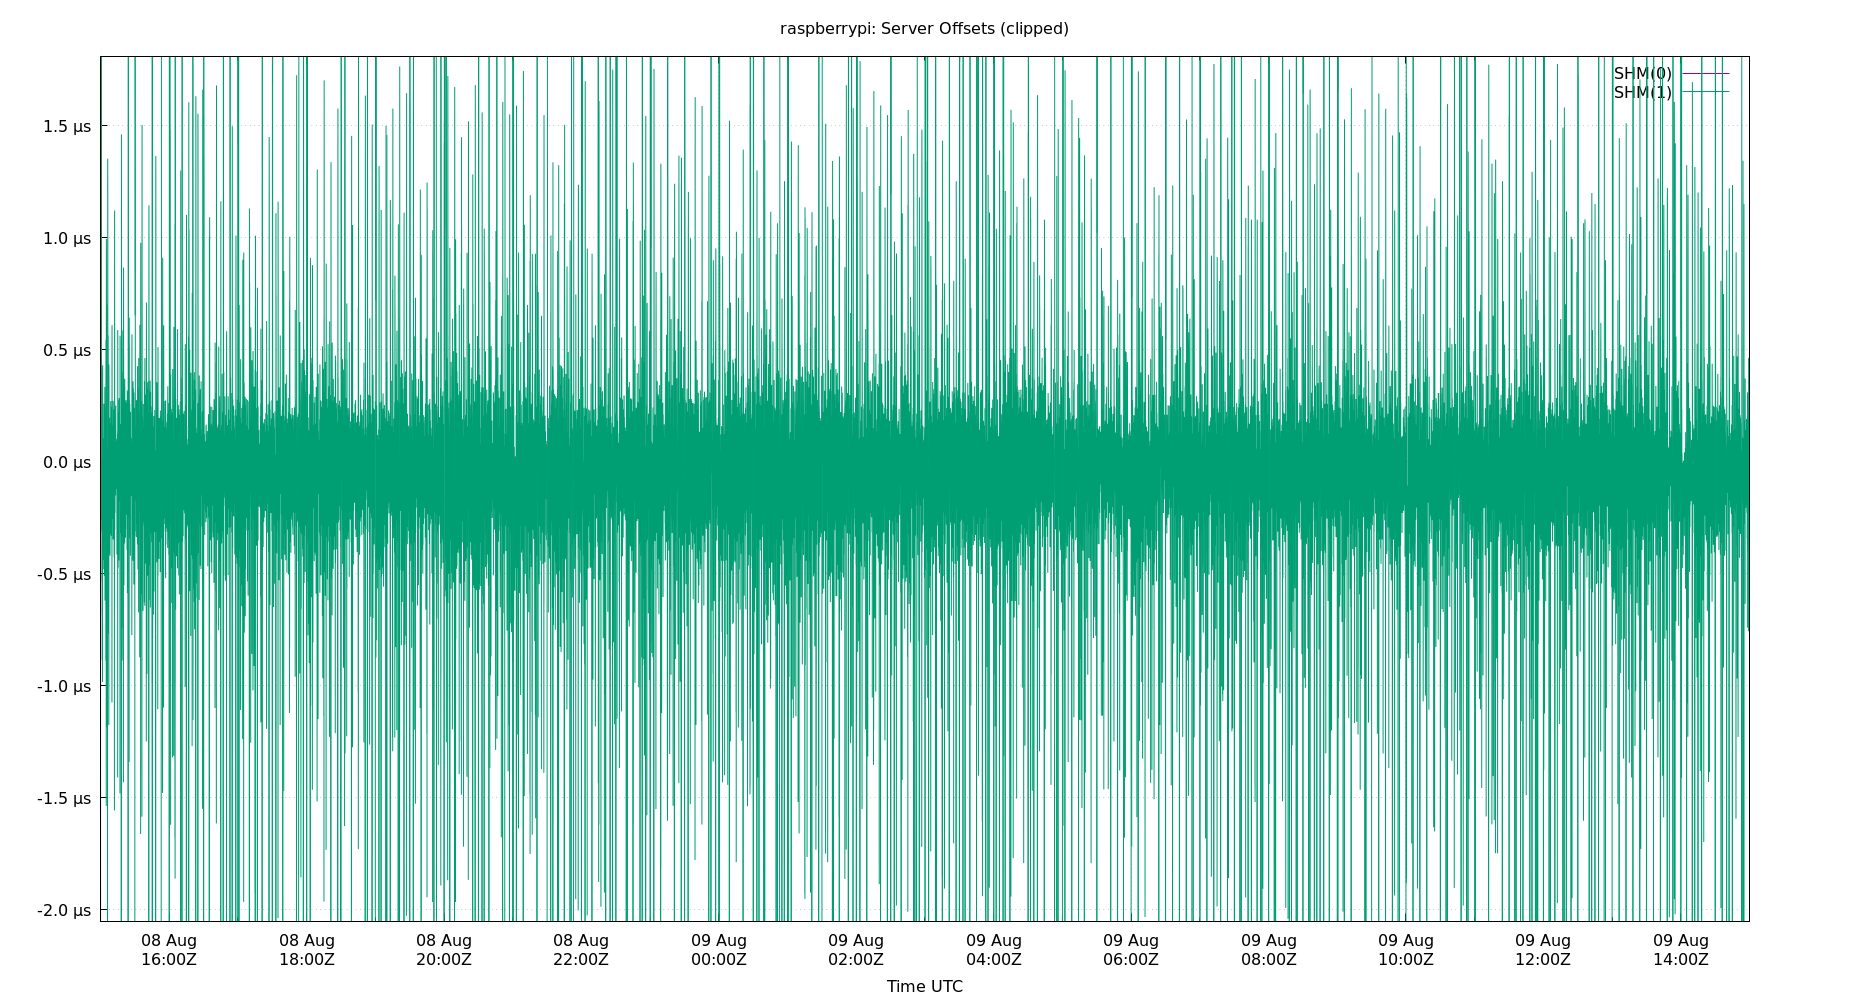 raspberrypi: Server Offsets (clipped)
SHM(0)
SHM(1)
1.5 µs
1.0 µs
0.5 µs
0.0 µs
-0.5 µs
-1.0 µs
-1.5 µs
-2.0 µs
08 Aug 08 Aug 08 Aug 08 Aug 09 Aug 09 Aug 09 Aug 09 Aug 09 Aug 09 Aug 09 Aug 09 Aug
16:00Z 18:00Z 20:00Z 22:00Z 00:00Z 02:00Z 04:00Z 06:00Z 08:00Z 10:00Z 12:00Z 14:00Z
Time UTC